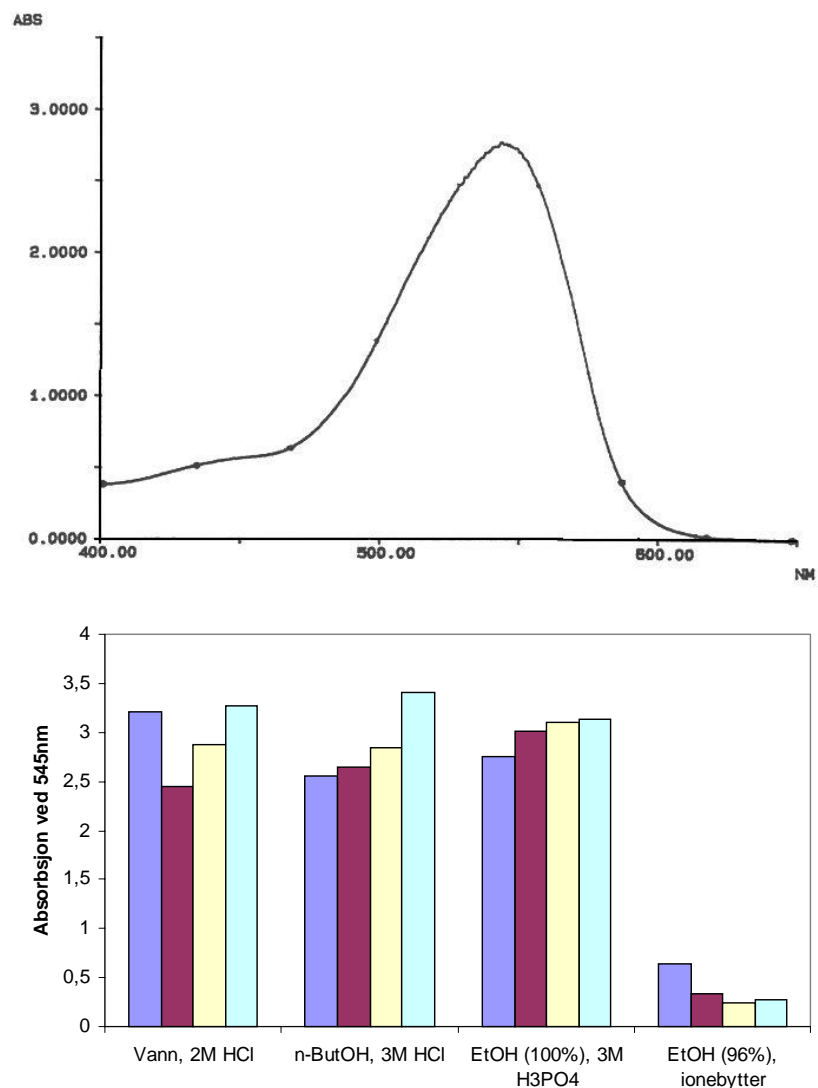 ABS
3.0000
2.0000
1.0000
0.0000
400.00
500.00
600.00
NM
4
3,5
3
2,5
2
1,5
1
0,5
0
Absorbsjon ved 545nm
Vann, 2M HCl
n-ButOH, 3M HCl
EtOH (100%), 3M
H3PO4
EtOH (96%),
ionebytter